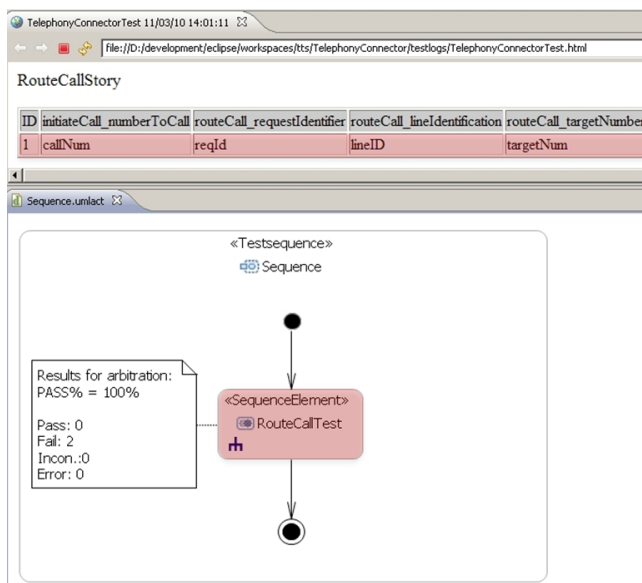 TelephonyConnectorTest 11/03/10 14:01:11
file://D:/development/eclipse/workspaces/tts/TelephonyConnector/testlogs/TelephonyConnectorTest.html
RouteCallStory
ID initiateCall_numberToCall routeCall_requestIdentifier routeCall_lineIdentification routeCall_targetNumber
1 callNum reqId lineID targetNum
Sequence.umlact
«Testsequence»
Sequence
Results for arbitration:
PASS% = 100%
Pass: 0
Fail: 2
Incon.:0
Error: 0
«SequenceElement»
RouteCallTest